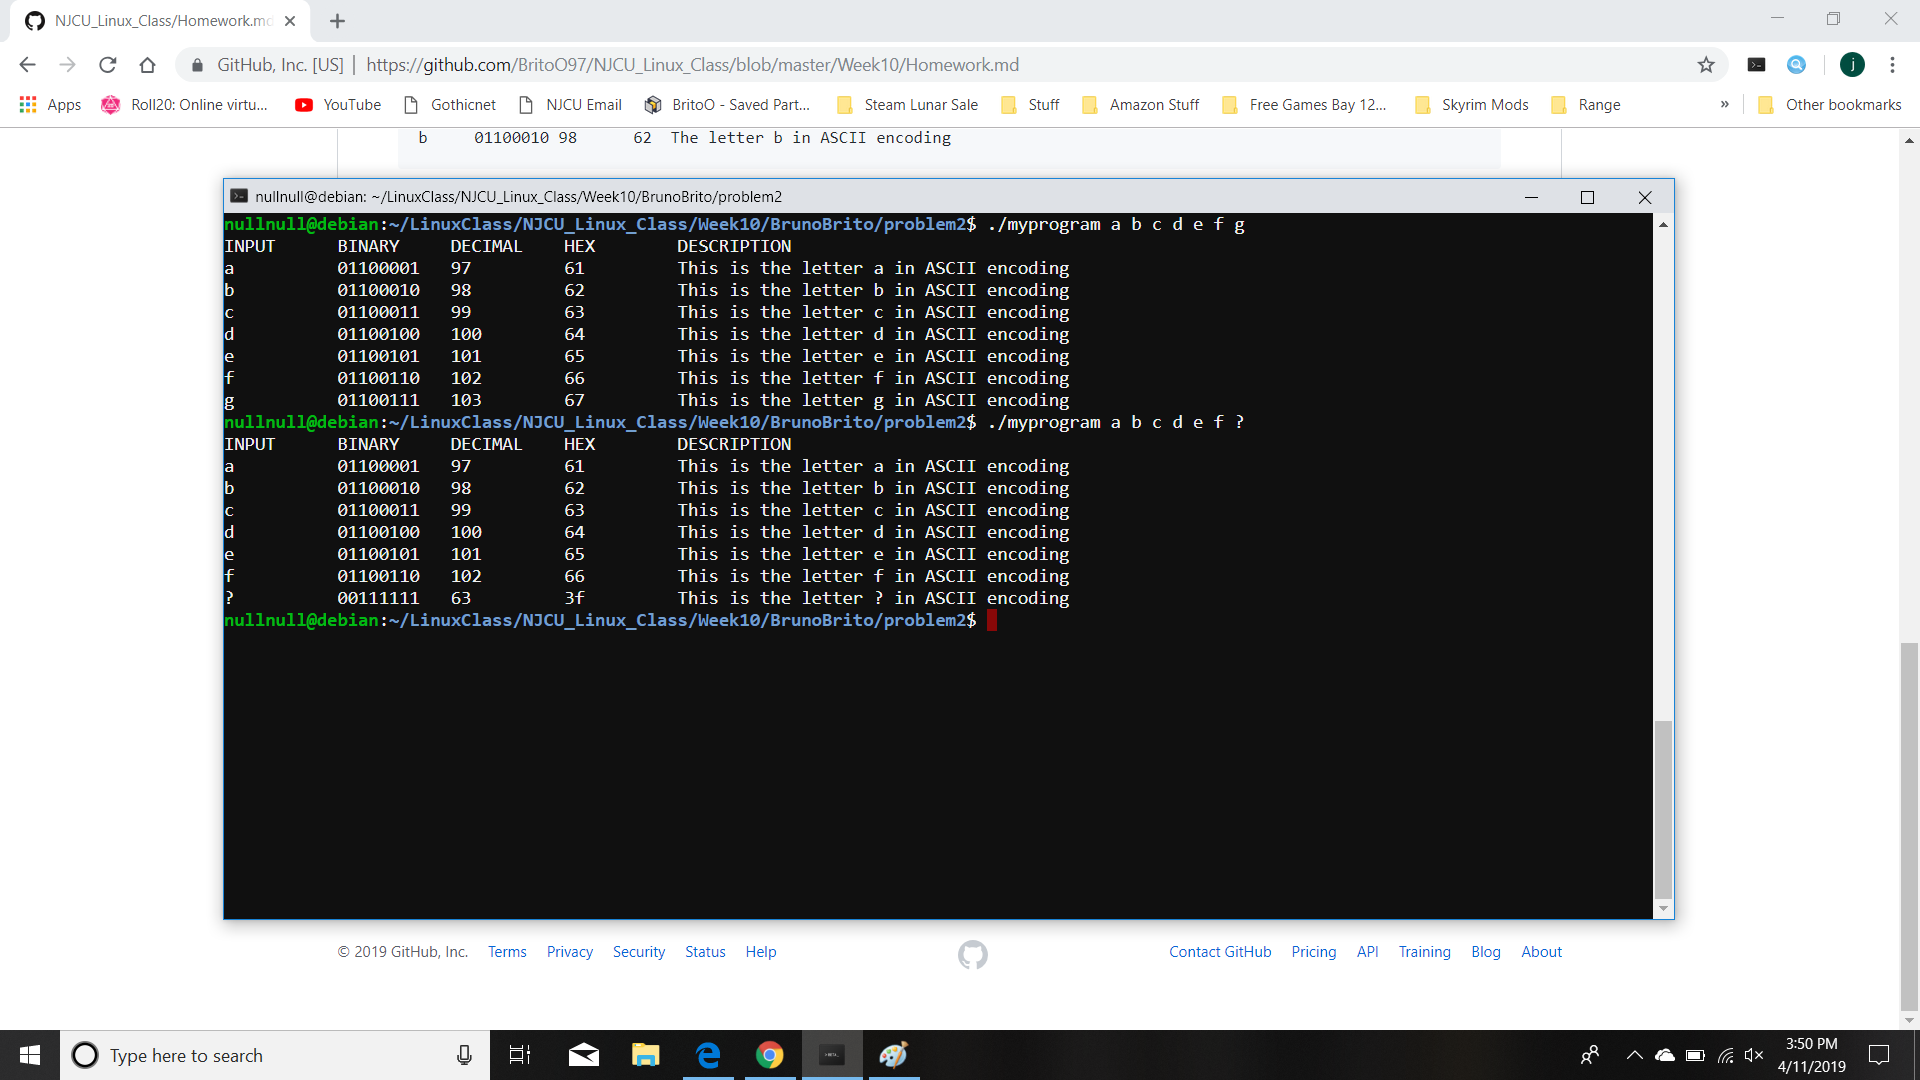 NJCU_Linux_Class/Homework.md
GitHub, Inc. [US] | https://github.com/BritoO97/NJCU_Linux_Class/blob/master/Week10/Homework.md
j
Apps Roll20: Online virtu... YouTube Gothicnet NJCU Email BritoO - Saved Part... Steam Lunar Sale Stuff Amazon Stuff Free Games Bay 12... Skyrim Mods Range » Other bookmarks
b 01100010 98 62 The letter b in ASCII encoding
nullnull@debian: ~/LinuxClass/NJCU_Linux_Class/Week10/BrunoBrito/problem2
nullnull@debian:~/LinuxClass/NJCU_Linux_Class/Week10/BrunoBrito/problem2$ ./myprogram a b c d e f g
INPUT BINARY DECIMAL HEX DESCRIPTION
a 01100001 97 61 This is the letter a in ASCII encoding
b 01100010 98 62 This is the letter b in ASCII encoding
c 01100011 99 63 This is the letter c in ASCII encoding
d 01100100 100 64 This is the letter d in ASCII encoding
e 01100101 101 65 This is the letter e in ASCII encoding
f 01100110 102 66 This is the letter f in ASCII encoding
g 01100111 103 67 This is the letter g in ASCII encoding
nullnull@debian:~/LinuxClass/NJCU_Linux_Class/Week10/BrunoBrito/problem2$ ./myprogram a b c d e f ?
INPUT BINARY DECIMAL HEX DESCRIPTION
a 01100001 97 61 This is the letter a in ASCII encoding
b 01100010 98 62 This is the letter b in ASCII encoding
c 01100011 99 63 This is the letter c in ASCII encoding
d 01100100 100 64 This is the letter d in ASCII encoding
e 01100101 101 65 This is the letter e in ASCII encoding
f 01100110 102 66 This is the letter f in ASCII encoding
? 00111111 63 3f This is the letter ? in ASCII encoding
nullnull@debian:~/LinuxClass/NJCU_Linux_Class/Week10/BrunoBrito/problem2$
© 2019 GitHub, Inc. Terms Privacy Security Status Help Contact GitHub Pricing API Training Blog About
Type here to search
3:50 PM
4/11/2019